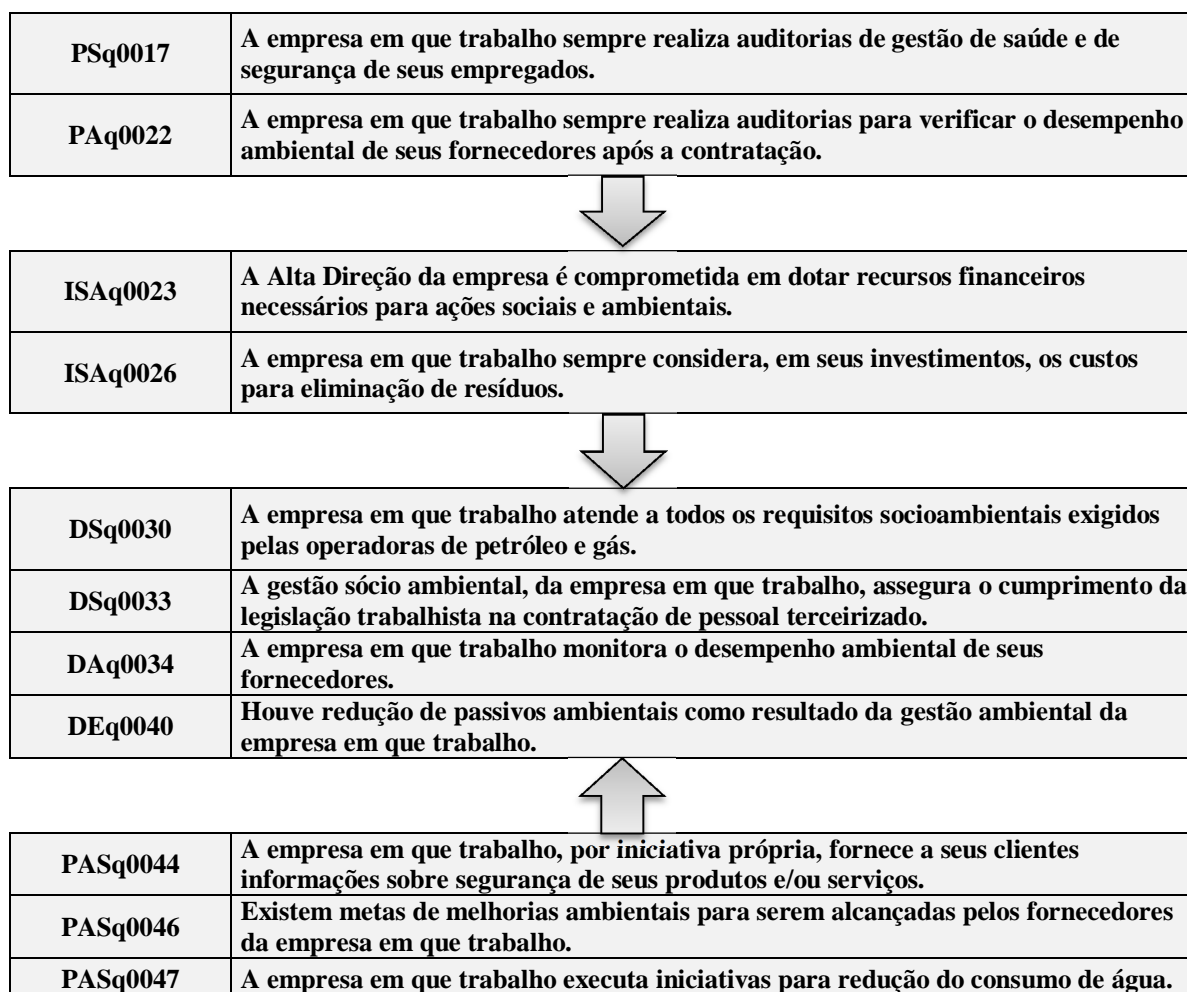 PSq0017
A empresa em que trabalho sempre realiza auditorias de gestão de saúde e de
segurança de seus empregados.
PAq0022
A empresa em que trabalho sempre realiza auditorias para verificar o desempenho
ambiental de seus fornecedores após a contratação.
ISAq0023
A Alta Direção da empresa é comprometida em dotar recursos financeiros
necessários para ações sociais e ambientais.
ISAq0026
A empresa em que trabalho sempre considera, em seus investimentos, os custos
para eliminação de resíduos.
DSq0030
A empresa em que trabalho atende a todos os requisitos socioambientais exigidos
pelas operadoras de petróleo e gás.
DSq0033
A gestão sócio ambiental, da empresa em que trabalho, assegura o cumprimento da
legislação trabalhista na contratação de pessoal terceirizado.
DAq0034
A empresa em que trabalho monitora o desempenho ambiental de seus
fornecedores.
DEq0040
Houve redução de passivos ambientais como resultado da gestão ambiental da
empresa em que trabalho.
PASq0044
A empresa em que trabalho, por iniciativa própria, fornece a seus clientes
informações sobre segurança de seus produtos e/ou serviços.
PASq0046
Existem metas de melhorias ambientais para serem alcançadas pelos fornecedores
da empresa em que trabalho.
PASq0047
A empresa em que trabalho executa iniciativas para redução do consumo de água.